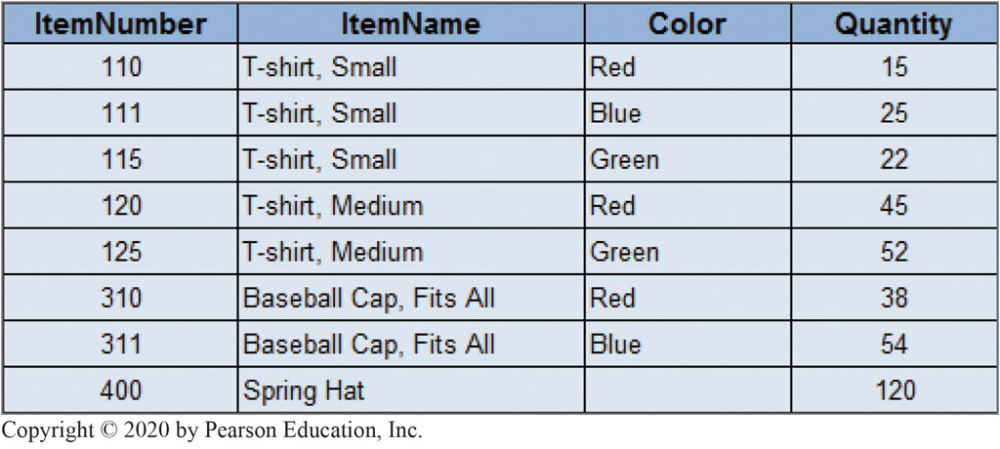 ItemNumber ItemName Color Quantity
110 T-shirt, Small Red 15
111 T-shirt, Small Blue 25
115 T-shirt, Small Green 22
120 T-shirt, Medium Red 45
125 T-shirt, Medium Green 52
310 Baseball Cap, Fits All Red 38
311 Baseball Cap, Fits All Blue 54
400 Spring Hat 120
Copyright © 2020 by Pearson Education, Inc.